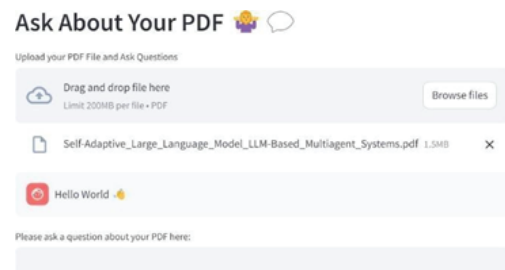 Ask About Your PDF 🤷‍♀️ 💬
Upload your PDF File and Ask Questions
Drag and drop file here
Limit 200MB per file • PDF
Browse files
Self-Adaptive_Large_Language_Model_LLM-Based_Multiagent_Systems.pdf 1.5MB ×
Hello World 👋
Please ask a question about your PDF here: